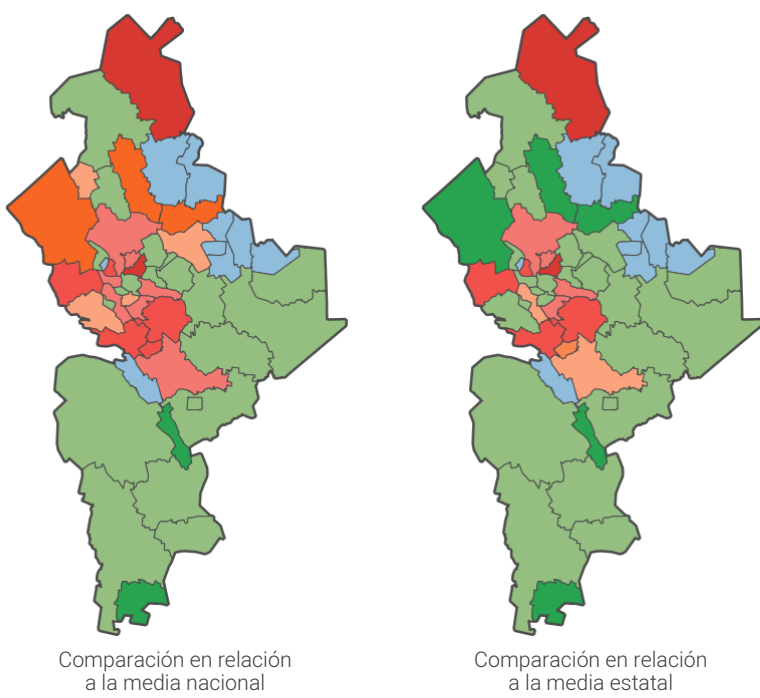 Comparación en relación
a la media nacional
Comparación en relación
a la media estatal